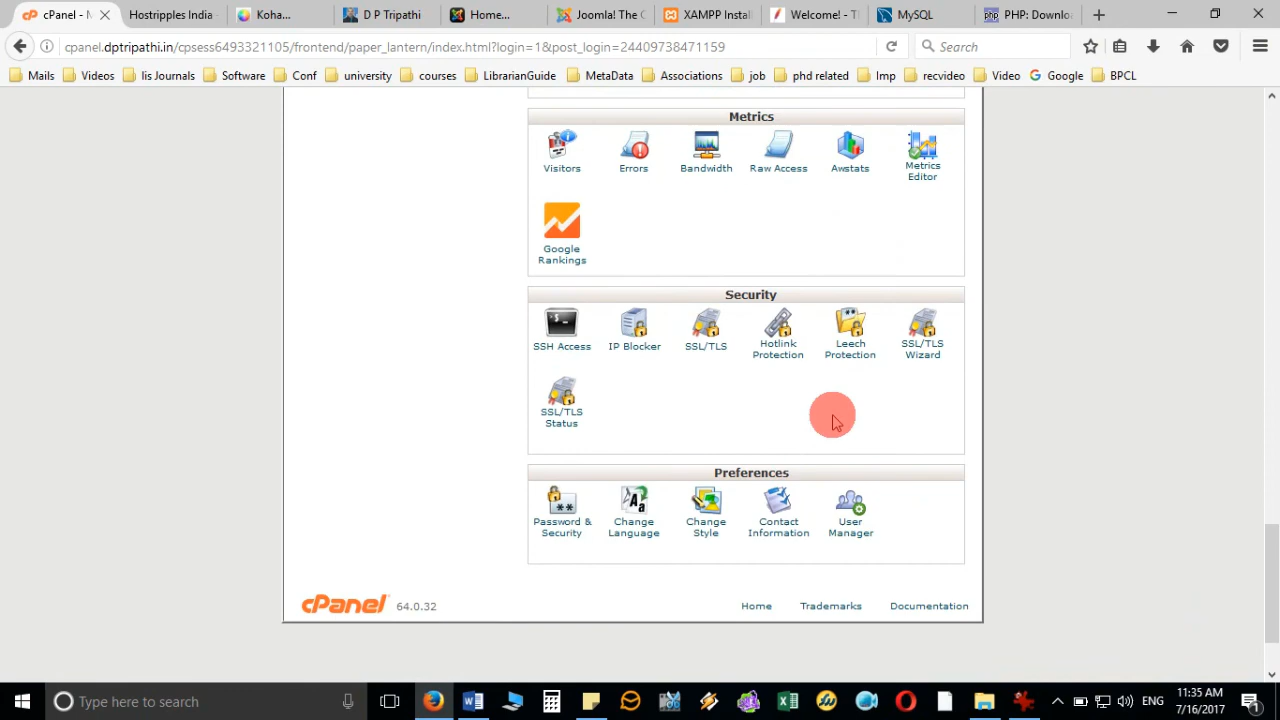 cPanel - M
Hostripples India -
Koha...
D P Tripathi
Home...
Joomla! The C
XAMPP Instal
Welcome! - Th
MySQL
PHP: Downlo
cpanel.dptripathi.in/cpsess6493321105/frontend/paper_lantern/index.html?login=1&post_login=24409738471159
Search
Mails
Videos
lis Journals
Software
Conf
university
courses
LibrarianGuide
MetaData
Associations
job
phd related
Imp
recvideo
Video
Google
BPCL
Metrics
Visitors
Errors
Bandwidth
Raw Access
Awstats
Metrics
Editor
Google
Rankings
Security
SSH Access
IP Blocker
SSL/TLS
Hotlink
Protection
Leech
Protection
SSL/TLS
Wizard
SSL/TLS
Status
Preferences
Password &
Security
Change
Language
Change
Style
Contact
Information
User
Manager
cPanel 64.0.32
Home
Trademarks
Documentation
Type here to search
ENG
11:35 AM
7/16/2017